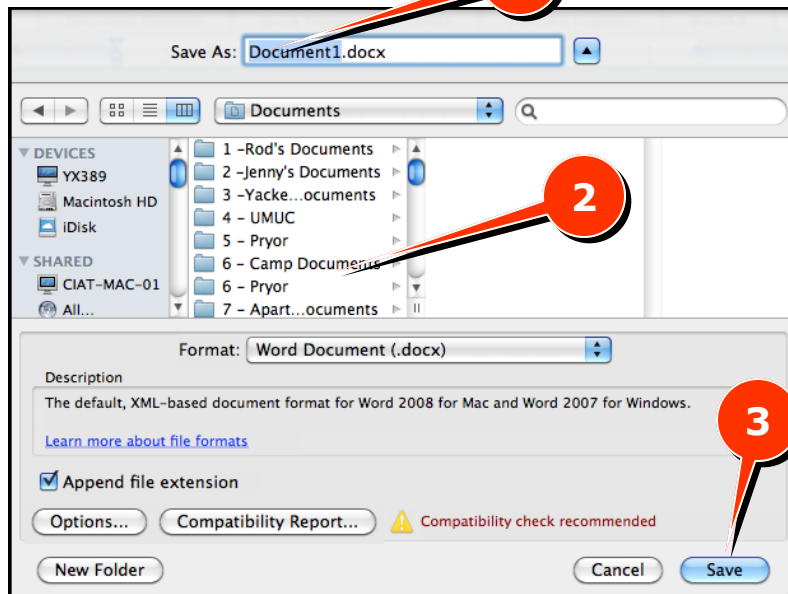 Save As: Document1.docx
Documents
DEVICES
YX389
Macintosh HD
iDisk
SHARED
CIAT-MAC-01
All...
1 -Rod's Documents
2 -Jenny's Documents
3 -Yacke...ocuments
4 - UMUC
5 - Pryor
6 - Camp Documents
6 - Pryor
7 - Apart...ocuments
2
Format: Word Document (.docx)
Description
The default, XML-based document format for Word 2008 for Mac and Word 2007 for Windows.
Learn more about file formats
3
Append file extension
Options... Compatibility Report... Compatibility check recommended
New Folder Cancel Save